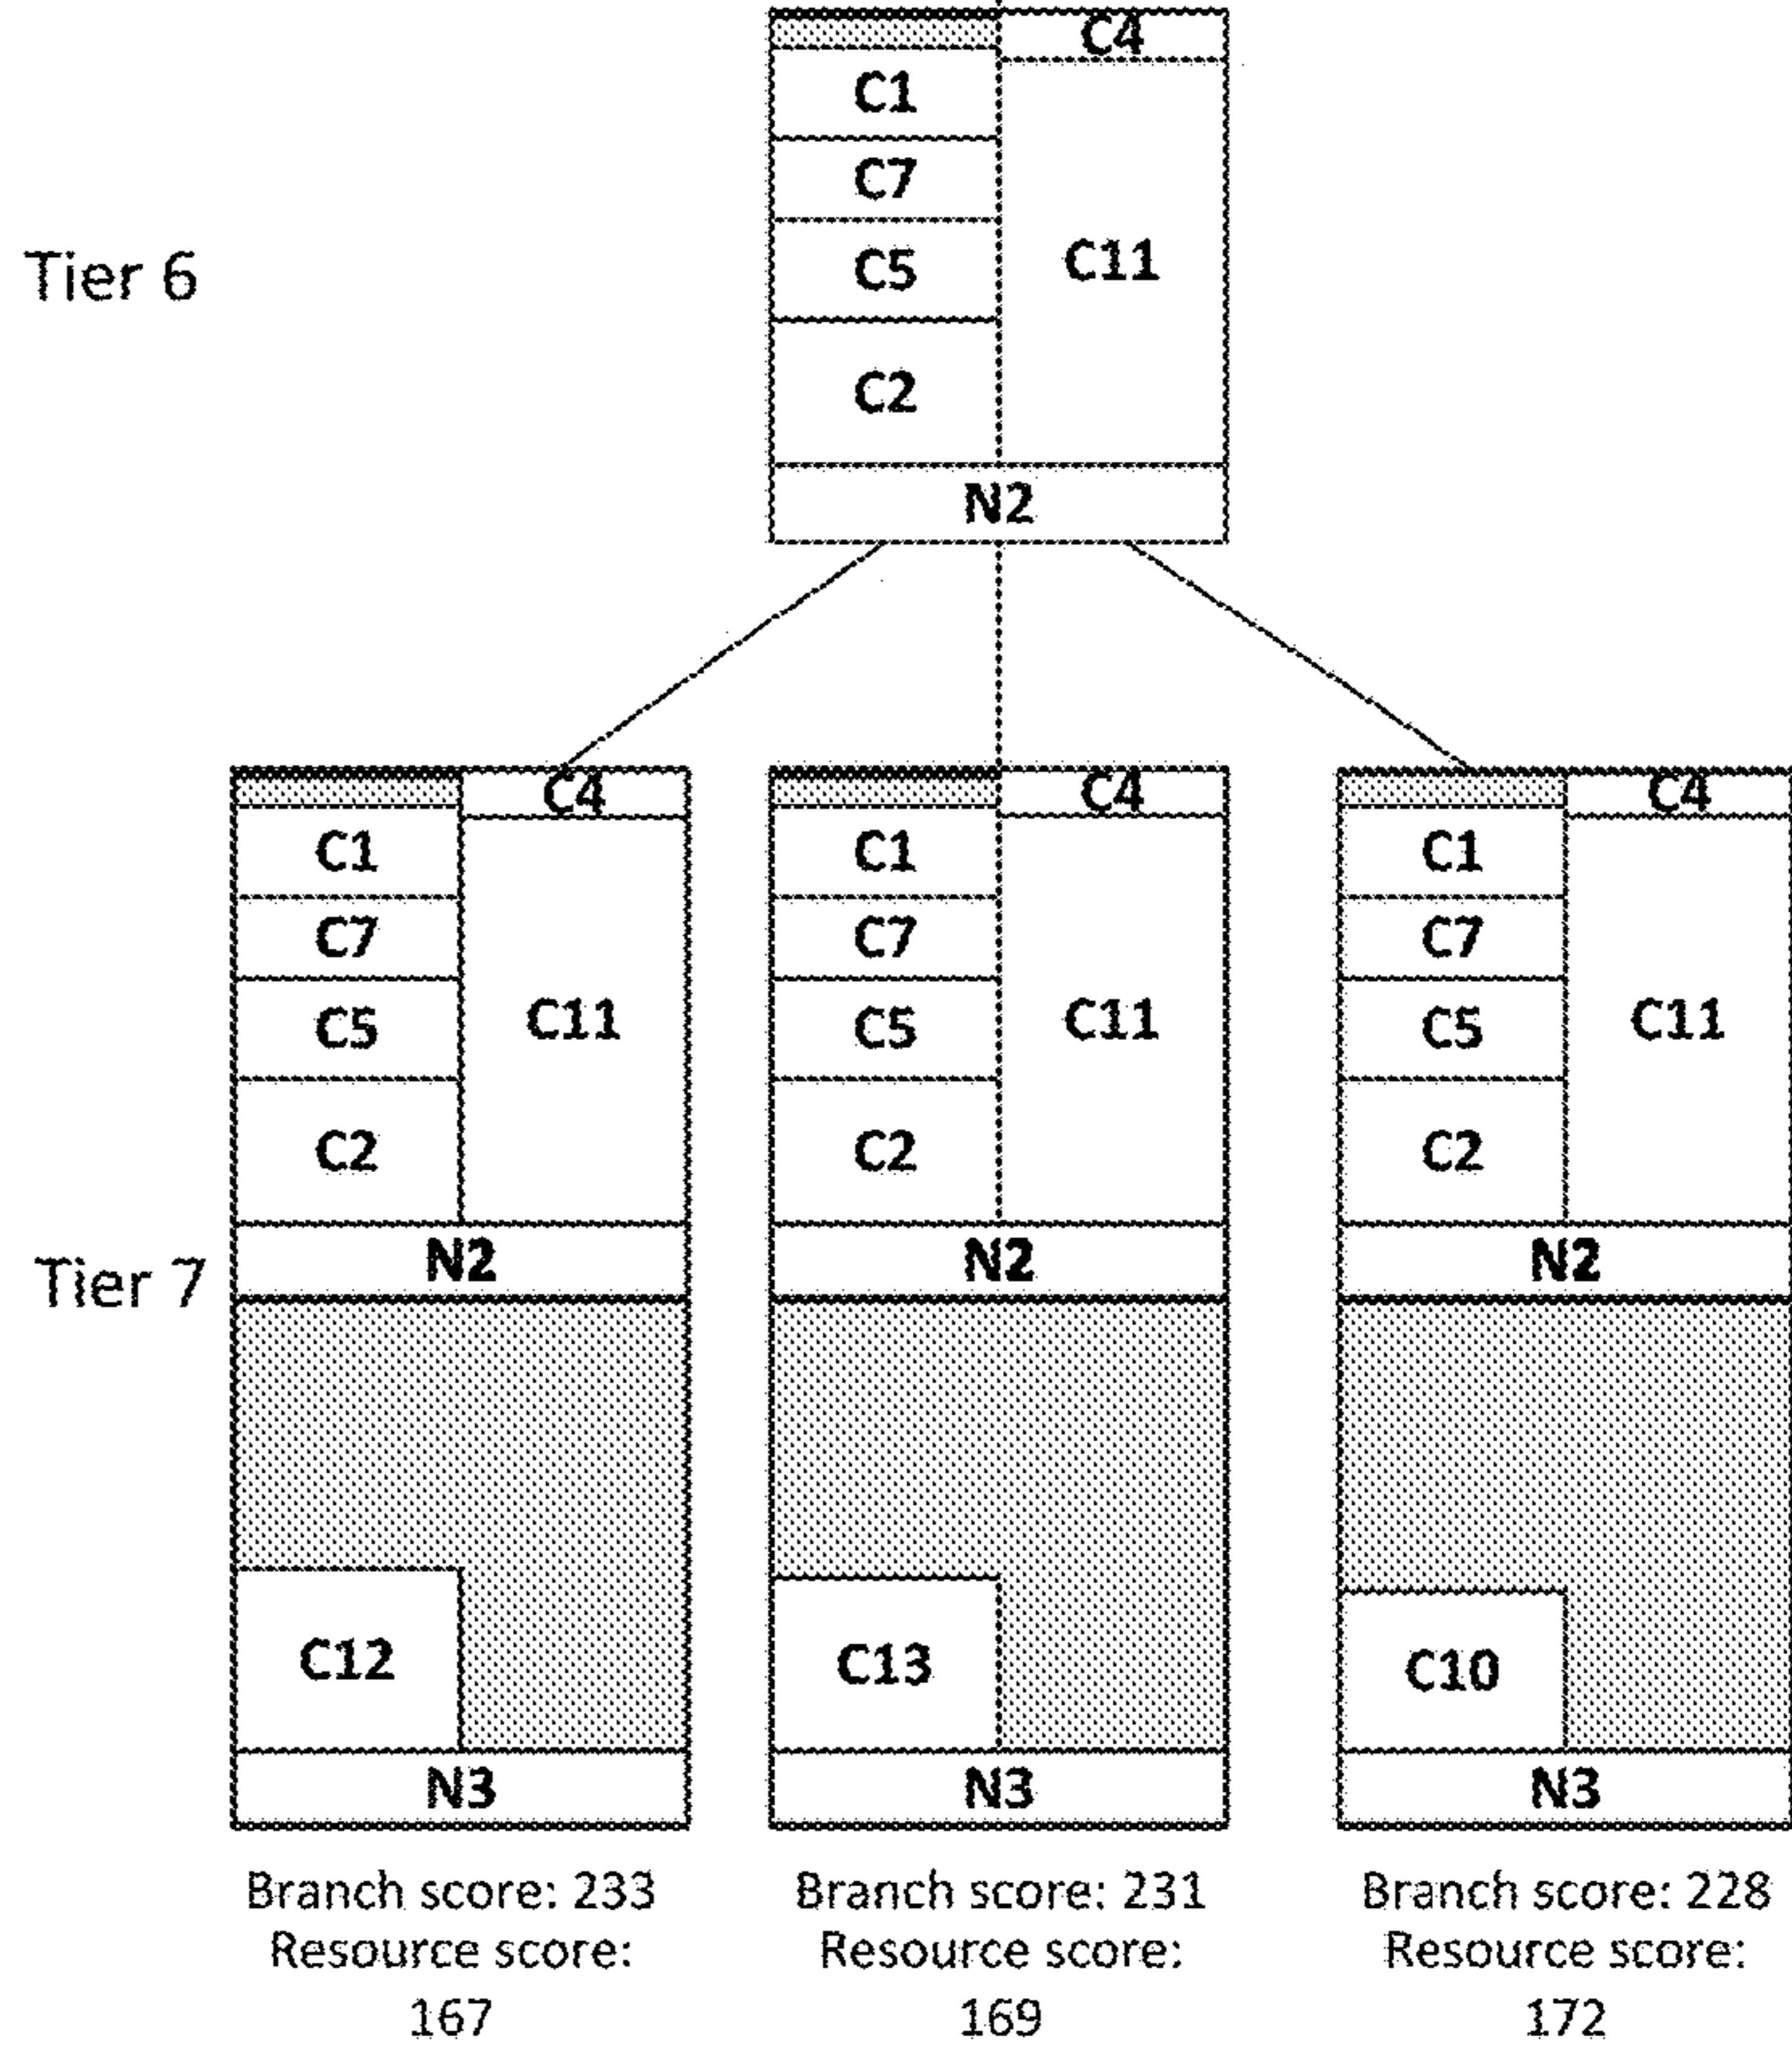 Tier 6
C4
C1
C7
C5
C11
C2
N2
Tier 7
C4
C1
C7
C5
C11
C2
N2
C12
N3
Branch score: 233
Resource score:
167
C4
C1
C7
C5
C11
C2
N2
C13
N3
Branch score: 231
Resource score:
169
C4
C1
C7
C5
C11
C2
N2
C10
N3
Branch score: 228
Resource score:
172